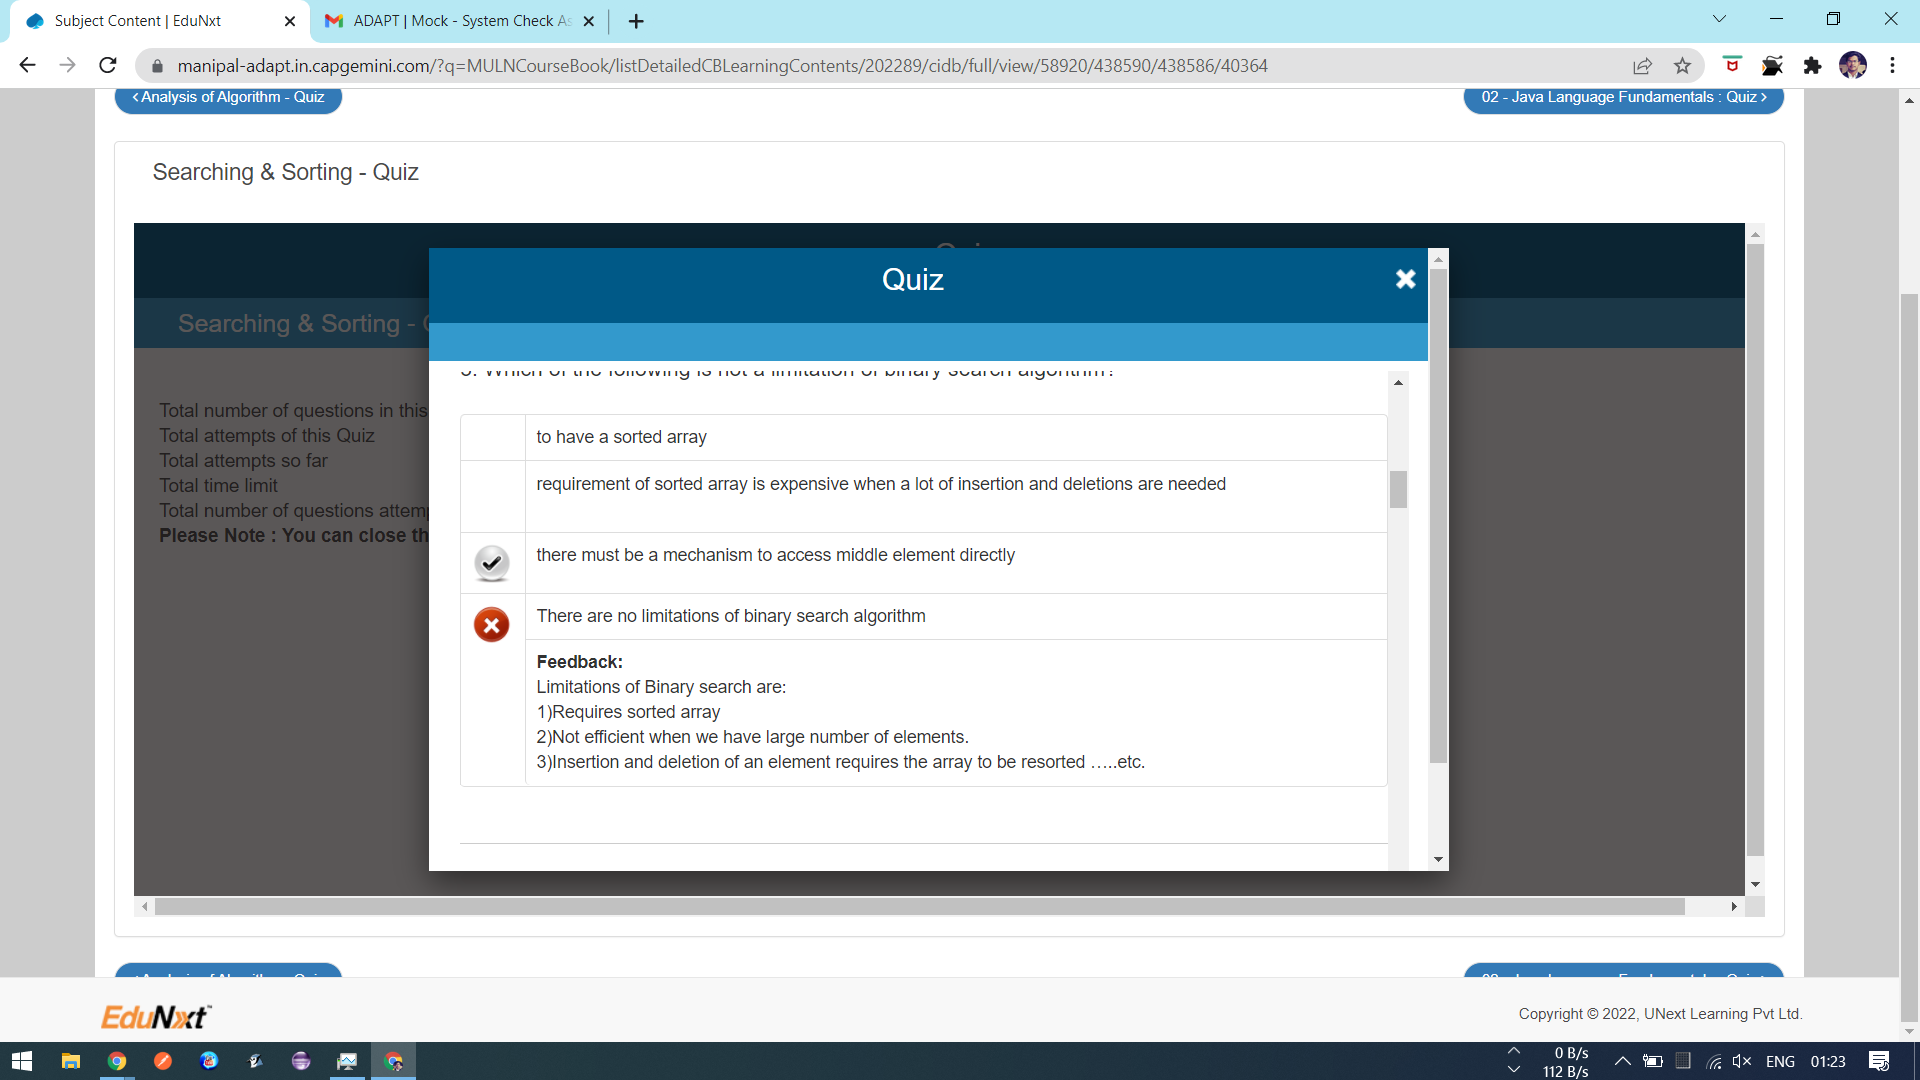 Subject Content | EduNxt
ADAPT | Mock - System Check As
manipal-adapt.in.capgemini.com/?q=MULNCourseBook/listDetailedCBLearningContents/202289/cidb/full/view/58920/438590/438586/40364
Analysis of Algorithm - Quiz
02 - Java Language Fundamentals : Quiz
Searching & Sorting - Quiz
Quiz
Searching & Sorting -
Which of the following is not a limitation of binary search algorithm?
Total number of questions in this
Total attempts of this Quiz
Total attempts so far
Total time limit
Total number of questions attem
Please Note : You can close th
to have a sorted array
requirement of sorted array is expensive when a lot of insertion and deletions are needed
there must be a mechanism to access middle element directly
There are no limitations of binary search algorithm
Feedback:
Limitations of Binary search are:
1)Requires sorted array
2)Not efficient when we have large number of elements.
3)Insertion and deletion of an element requires the array to be resorted …..etc.
EduNxt
Copyright © 2022, UNext Learning Pvt Ltd.
0 B/s
112 B/s
ENG
01:23